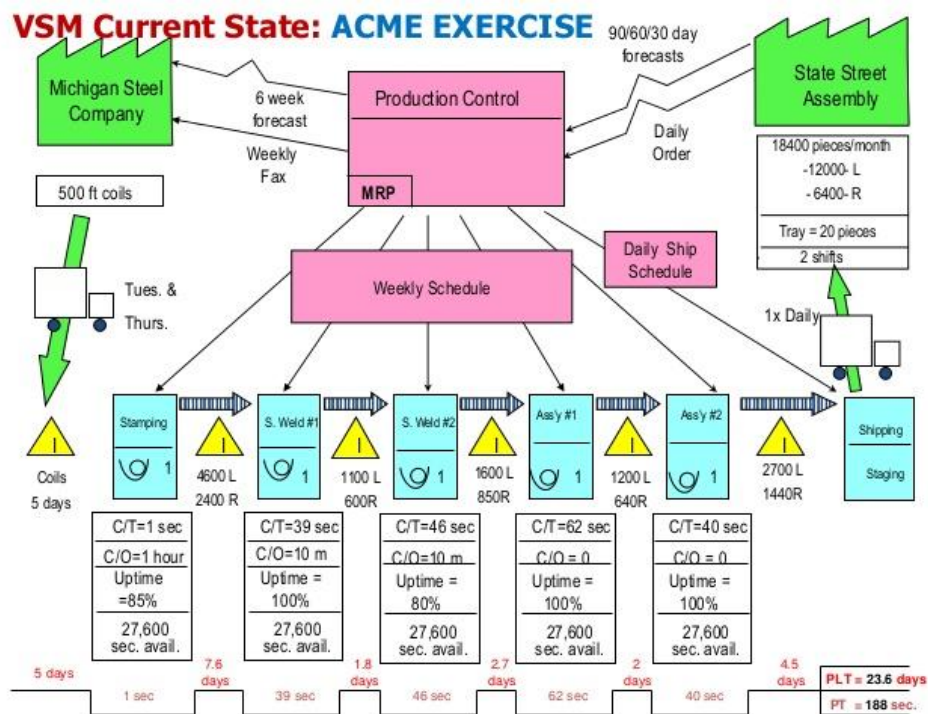 VSM Current State: ACME EXERCISE
Michigan Steel
Company
6 week
forecast
Weekly
Fax
Production Control
MRP
90/60/30 day
forecasts
Daily
Order
State Street
Assembly
18400 pieces/month
-12000- L
- 6400- R
Tray = 20 pieces
2 shifts
500 ft coils
Tues. &
Thurs.
Weekly Schedule
Daily Ship
Schedule
1x Daily
I
Coils
5 days
Stamping
1
I
4600 L
2400 R
S. Weld #1
1
I
1100 L
600R
S. Weld #2
1
I
1600 L
850R
Ass'y #1
1
I
1200 L
640R
Ass'y #2
1
I
2700 L
1440R
Shipping
Staging
C/T=1 sec
C/O=1 hour
Uptime
=85%
27,600
sec. avail.
C/T=39 sec
C/O=10 m
Uptime =
100%
27,600
sec. avail.
C/T=46 sec
C/O=10 m
Uptime =
80%
27,600
sec. avail.
C/T=62 sec
C/O = 0
Uptime =
100%
27,600
sec. avail.
C/T=40 sec
C/O = 0
Uptime =
100%
27,600
sec. avail.
5 days
1 sec
7.6
days
39 sec
1.8
days
46 sec
2.7
days
62 sec
2
days
40 sec
4.5
days
PLT = 23.6 days
PT = 188 sec.